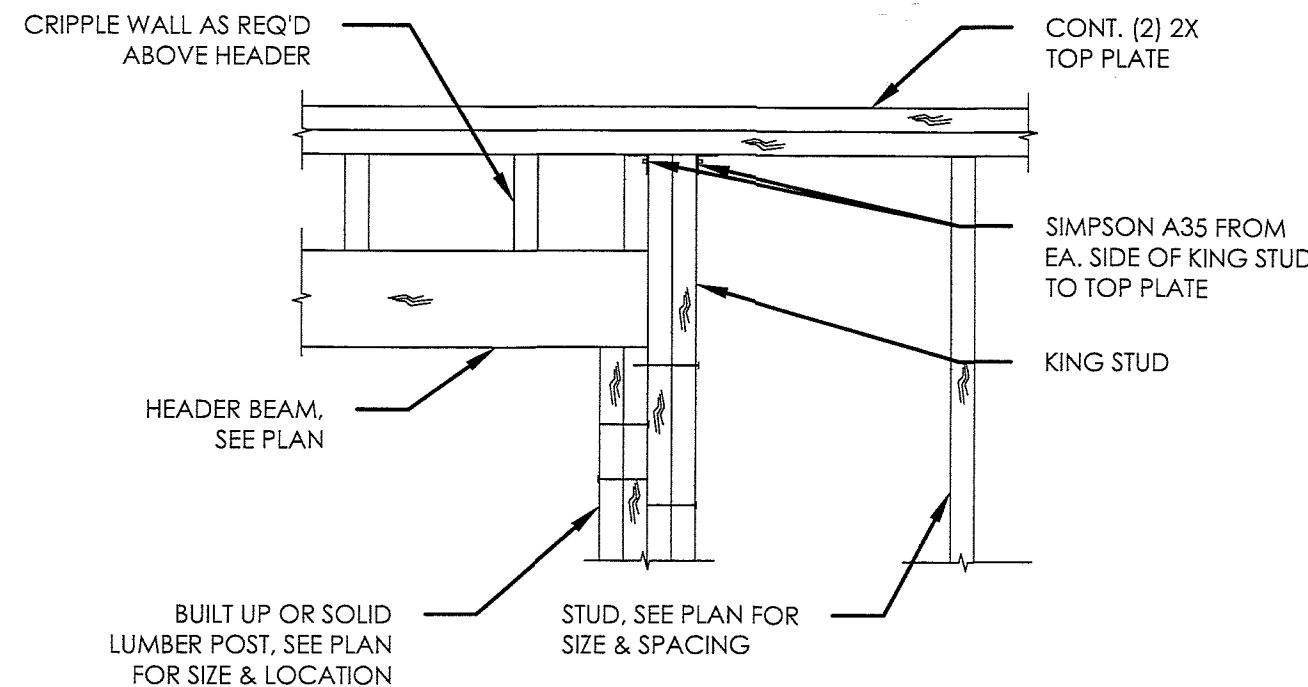 CRIPPLE WALL AS REQ'D
ABOVE HEADER
CONT. (2) 2X
TOP PLATE
SIMPSON A35 FROM
EA. SIDE OF KING STUD
TO TOP PLATE
KING STUD
HEADER BEAM,
SEE PLAN
BUILT UP OR SOLID
LUMBER POST, SEE PLAN
FOR SIZE & LOCATION
STUD, SEE PLAN FOR
SIZE & SPACING